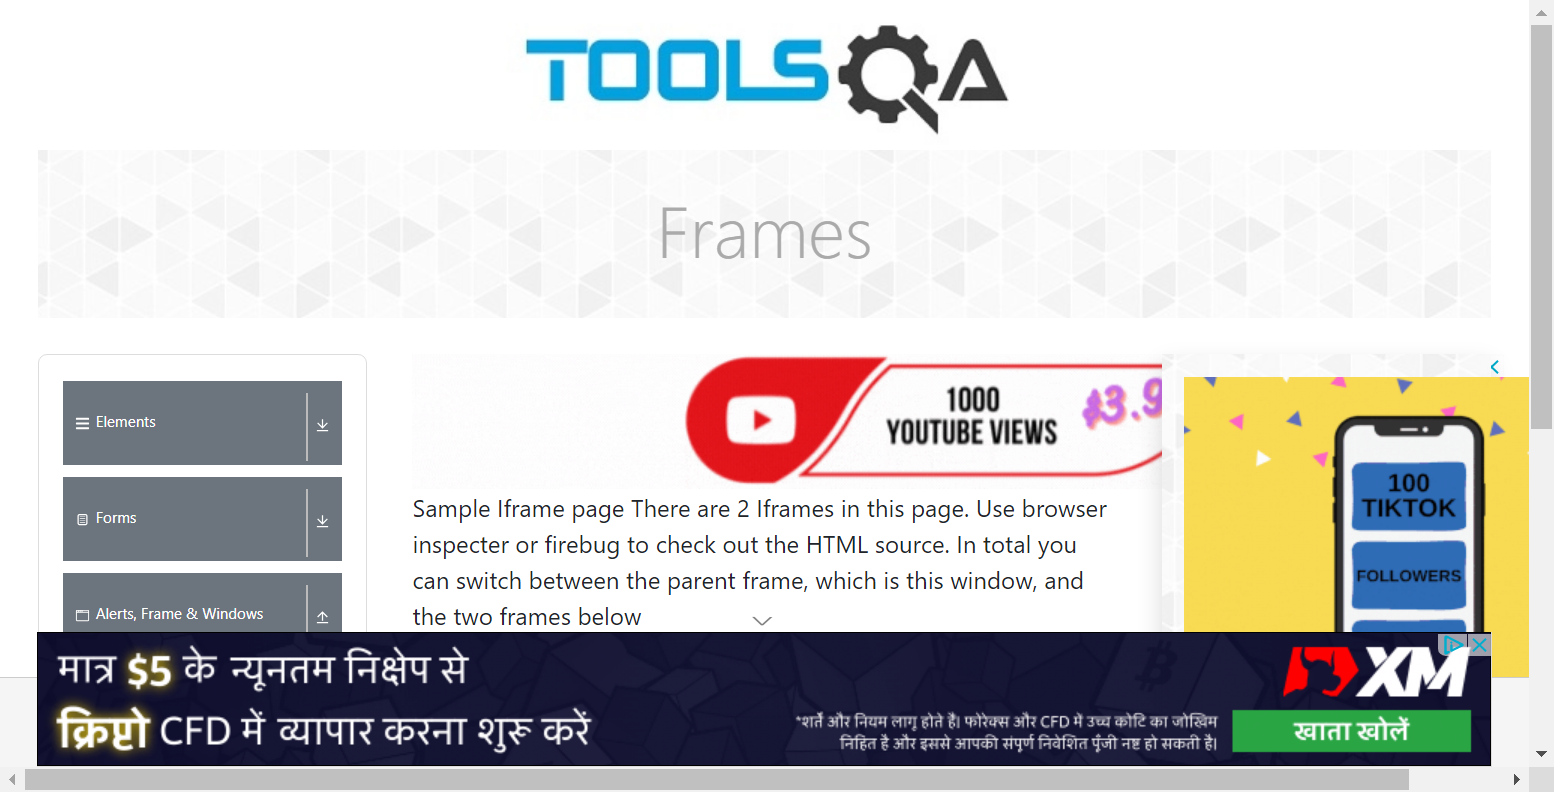 TOOLSQA
Frames
Elements
Forms
Alerts, Frame & Windows
1000
YOUTUBE VIEWS
$3.9
Sample Iframe page There are 2 Iframes in this page. Use browser
inspecter or firebug to check out the HTML source. In total you
can switch between the parent frame, which is this window, and
the two frames below
100
TIKTOK
FOLLOWERS
मात्र $5 के न्यूनतम निक्षेप से
क्रिप्टो CFD में व्यापार करना शुरू करें
*शर्तें और नियम लागू होते हैं। फोरेक्स और CFD में उच्च कोटि का जोखिम
निहित है और इससे आपकी संपूर्ण निवेशित पूँजी नष्ट हो सकती है।
XM
खाता खोलें